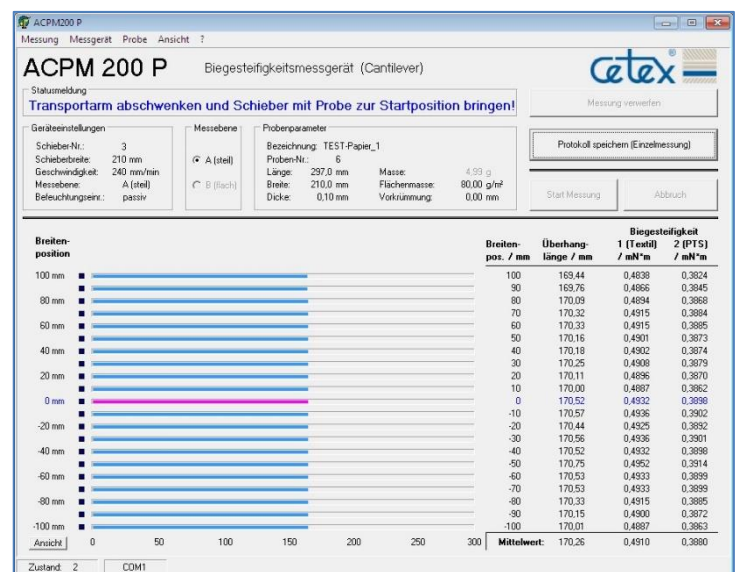 ACPM200 P
Messung Messgerät Probe Ansicht ?
ACPM 200 P Biegesteifigkeitsmessgerät (Cantilever) Cetex ®
Statusmeldung
Transportarm abschwenken und Schieber mit Probe zur Startposition bringen!
Messung verwerfen
Geräteeinstellungen
Schieber-Nr.: 3
Schieberbreite: 210 mm
Geschwindigkeit: 240 mm/min
Messebene: A (steil)
Befeuchtungseinr.: passiv
Messebene
A (steil)
B (flach)
Probenparameter
Bezeichnung: TEST-Papier_1
Proben-Nr.: 6
Länge: 297,0 mm Masse: 4,99 g
Breite: 210,0 mm Flächenmasse: 80,00 g/m²
Dicke: 0,10 mm Vorkrümmung: 0,00 mm
Protokoll speichern (Einzelmessung)
Start Messung Abbruch
Breiten-
position
100 mm
80 mm
60 mm
40 mm
20 mm
0 mm
-20 mm
-40 mm
-60 mm
-80 mm
-100 mm
Ansicht 0 50 100 150 200 250 300
Biegesteifigkeit
Breiten- Überhang- 1 (Textil) 2 (PTS)
pos. / mm länge / mm / mN*m / mN*m
100 169,44 0,4838 0,3824
90 169,76 0,4866 0,3845
80 170,09 0,4894 0,3868
70 170,32 0,4915 0,3884
60 170,33 0,4915 0,3885
50 170,16 0,4901 0,3873
40 170,18 0,4902 0,3874
30 170,25 0,4908 0,3879
20 170,11 0,4896 0,3870
10 170,00 0,4887 0,3862
0 170,52 0,4932 0,3898
-10 170,57 0,4936 0,3902
-20 170,44 0,4925 0,3892
-30 170,56 0,4936 0,3901
-40 170,52 0,4932 0,3898
-50 170,75 0,4952 0,3914
-60 170,53 0,4933 0,3899
-70 170,53 0,4933 0,3899
-80 170,33 0,4915 0,3885
-90 170,15 0,4900 0,3872
-100 170,01 0,4887 0,3863
Mittelwert: 170,26 0,4910 0,3880
Zustand: 2 COM1